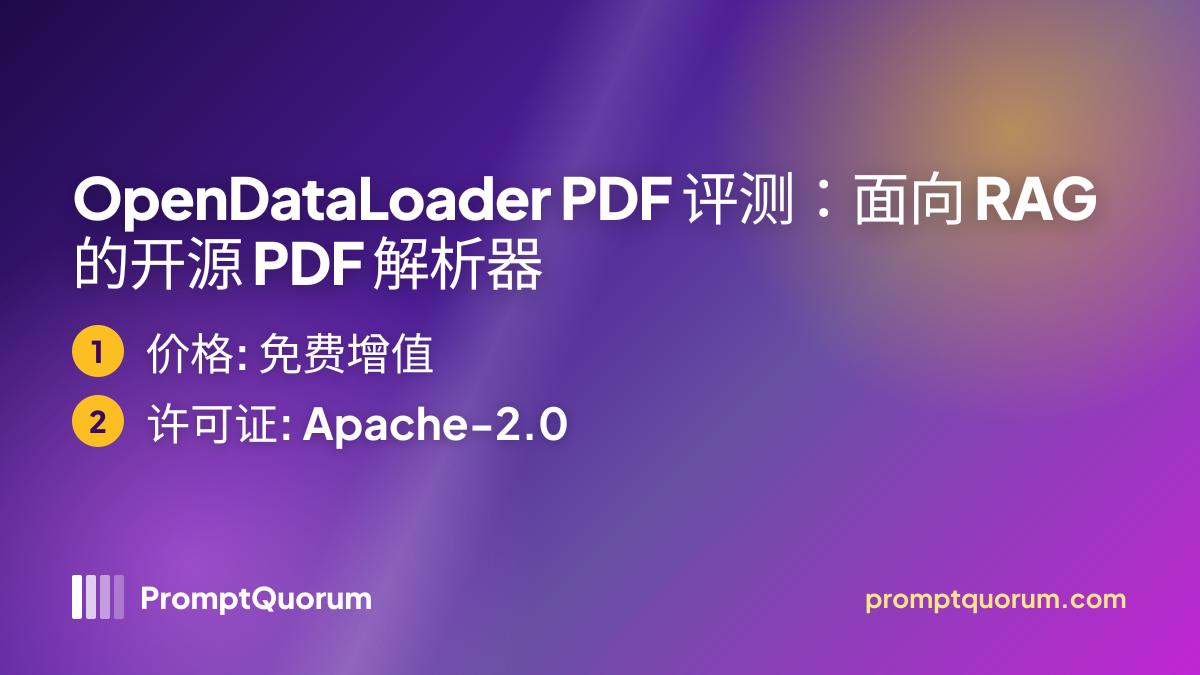 OpenDataLoader PDF 评测：面向 RAG
的开源 PDF 解析器
1 价格: 免费增值
2 许可证: Apache-2.0
PromptQuorum
promptquorum.com